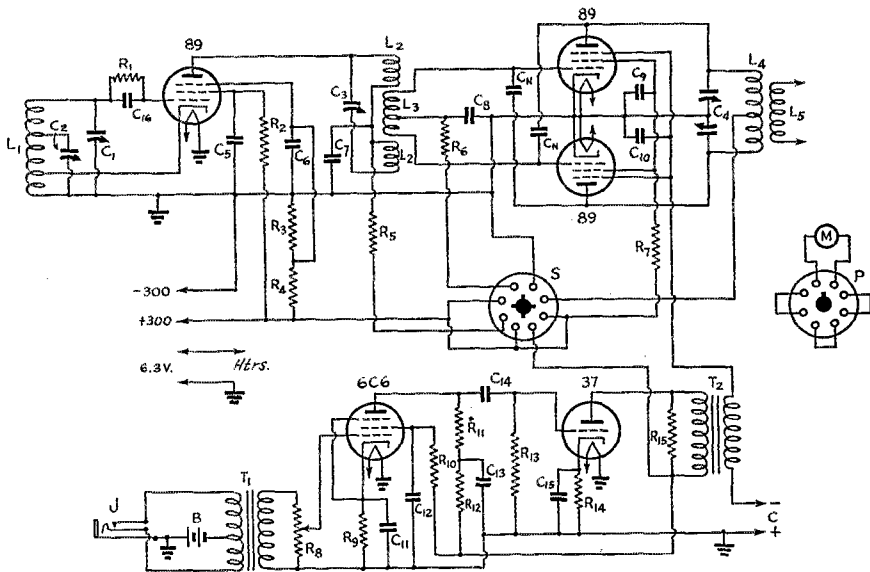 89
89
L2
L4
R1
C16
C2
C1
L1
C3
L3
CN
C9
C8
C4
L5
C5
R2
C6
C7
L2
R6
CN
C10
89
R3
R5
R7
S
M
P
R4
-300
+300
6.3V.
Htrs.
6C6
C14
37
T2
R11
R15
J
T1
R10
C13
R13
C15
B
C12
R12
R14
-
C
+
R8
R9
C11